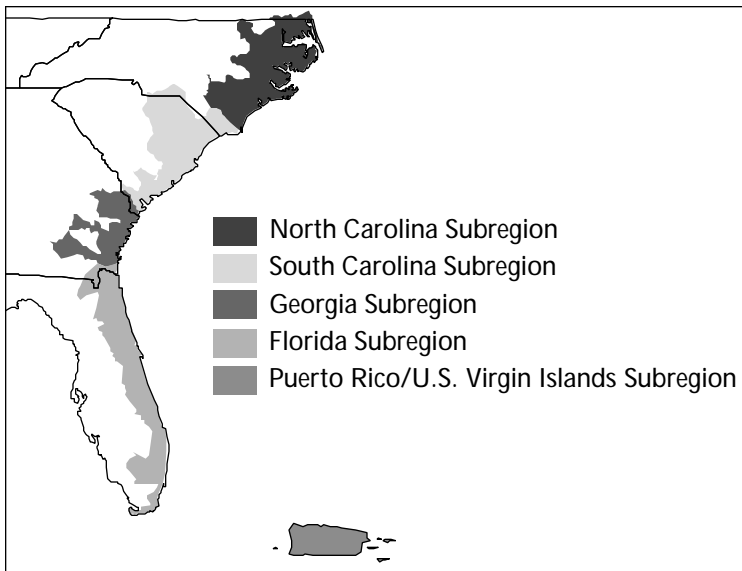 North Carolina Subregion
South Carolina Subregion
Georgia Subregion
Florida Subregion
Puerto Rico/U.S. Virgin Islands Subregion